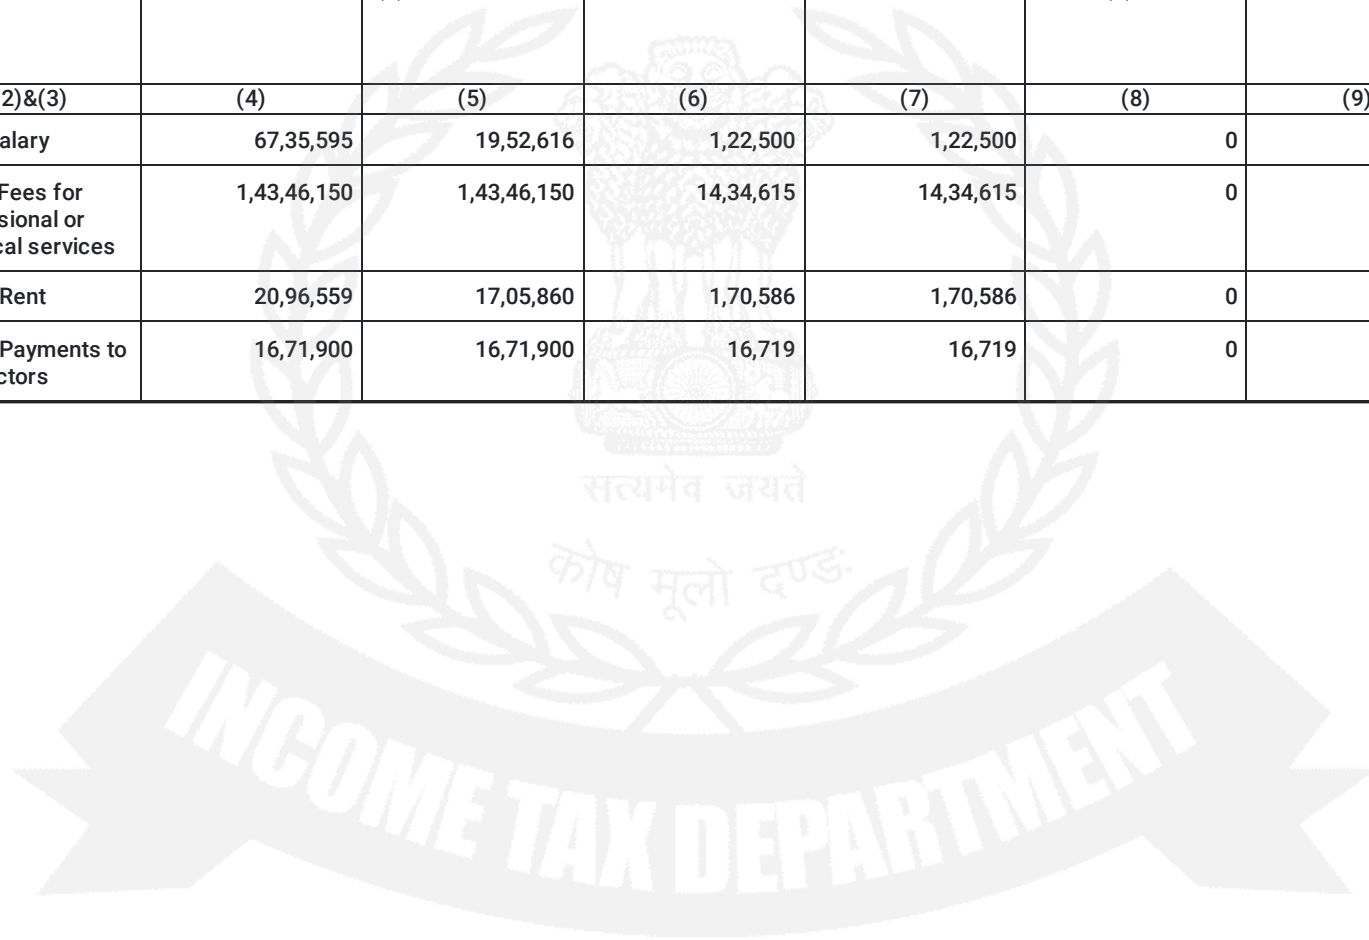 2)&(3) (4) (5) (6) (7) (8) (9)
alary 67,35,595 19,52,616 1,22,500 1,22,500 0
Fees for 1,43,46,150 1,43,46,150 14,34,615 14,34,615 0
sional or
cal services
Rent 20,96,559 17,05,860 1,70,586 1,70,586 0
Payments to 16,71,900 16,71,900 16,719 16,719 0
ctors
सत्यमेव जयते
कोष मूलो दण्डः
INCOME TAX DEPARTMENT